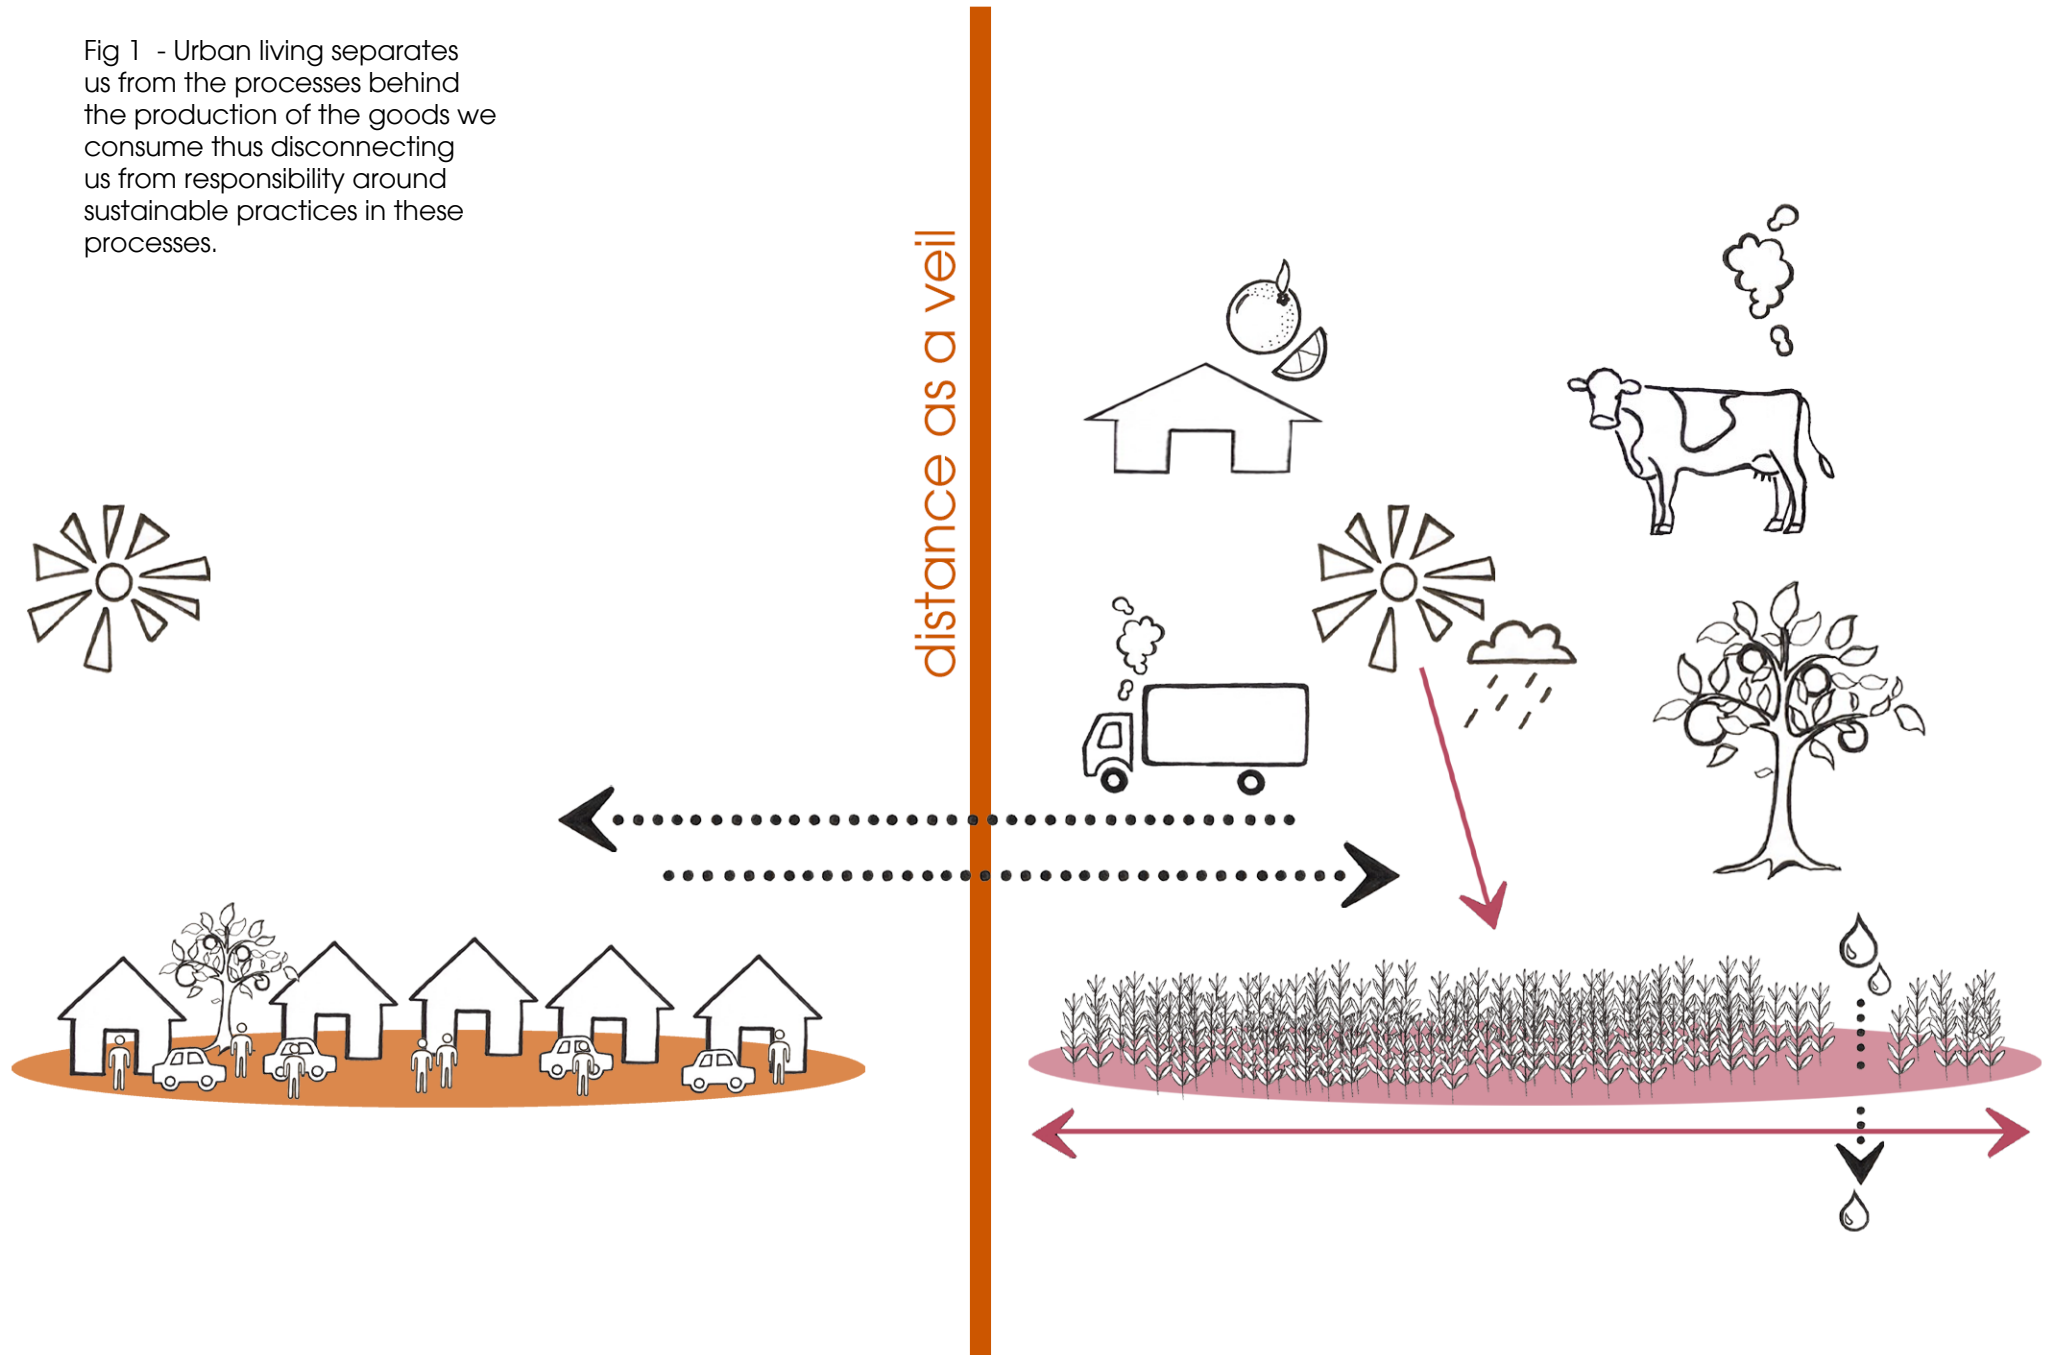 Fig 1  - Urban living separates
us from the processes behind
the production of the goods we
consume thus disconnecting
us from responsibility around
sustainable practices in these
processes.
distance as a veil